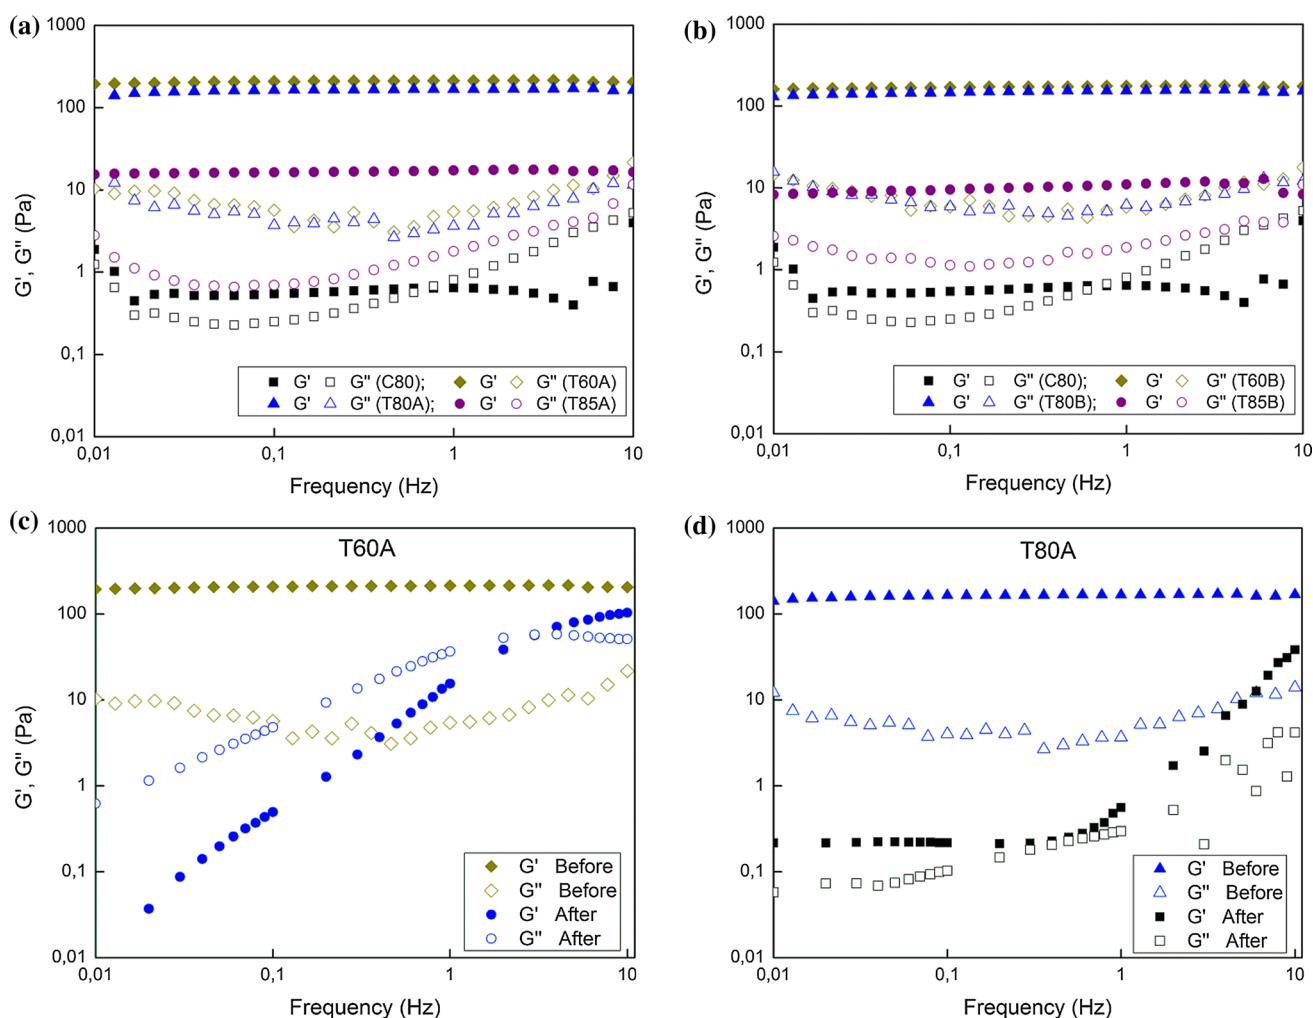 (a)
1000
100
10
1
0,1
0,01
G', G" (Pa)
G' G" (C80); G' G" (T60A)
G' G" (T80A); G' G" (T85A)
0,01 0,1 1 10
Frequency (Hz)
(b)
1000
100
10
1
0,1
0,01
G', G" (Pa)
G' G" (C80); G' G" (T60B)
G' G" (T80B); G' G" (T85B)
0,01 0,1 1 10
Frequency (Hz)
(c)
T60A
1000
100
10
1
0,1
0,01
G', G" (Pa)
G' Before
G" Before
G' After
G" After
0,01 0,1 1 10
Frequency (Hz)
(d)
T80A
1000
100
10
1
0,1
0,01
G', G" (Pa)
G' Before
G" Before
G' After
G" After
0,01 0,1 1 10
Frequency (Hz)